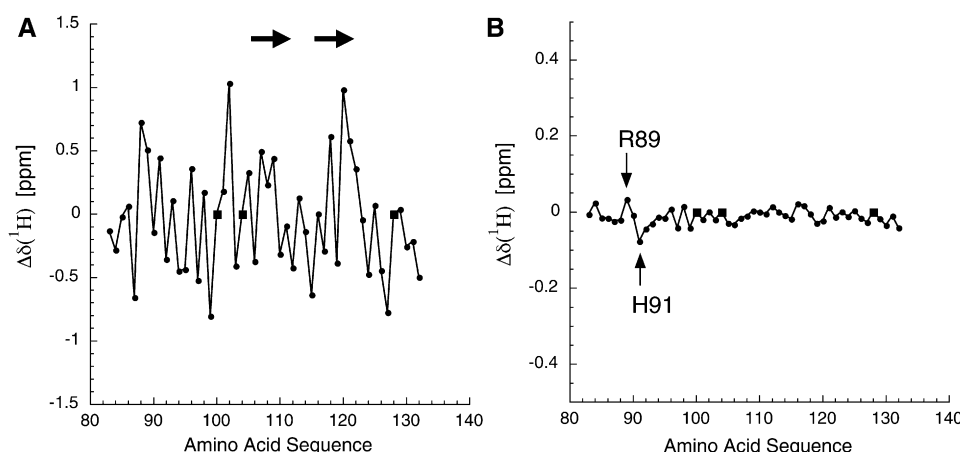 A
1.5
1
0.5
0
-0.5
-1
-1.5
Δδ(¹H) [ppm]
80 90 100 110 120 130 140
Amino Acid Sequence
B
0.4
0.2
0
-0.2
-0.4
Δδ(¹H) [ppm]
R89
H91
80 90 100 110 120 130 140
Amino Acid Sequence